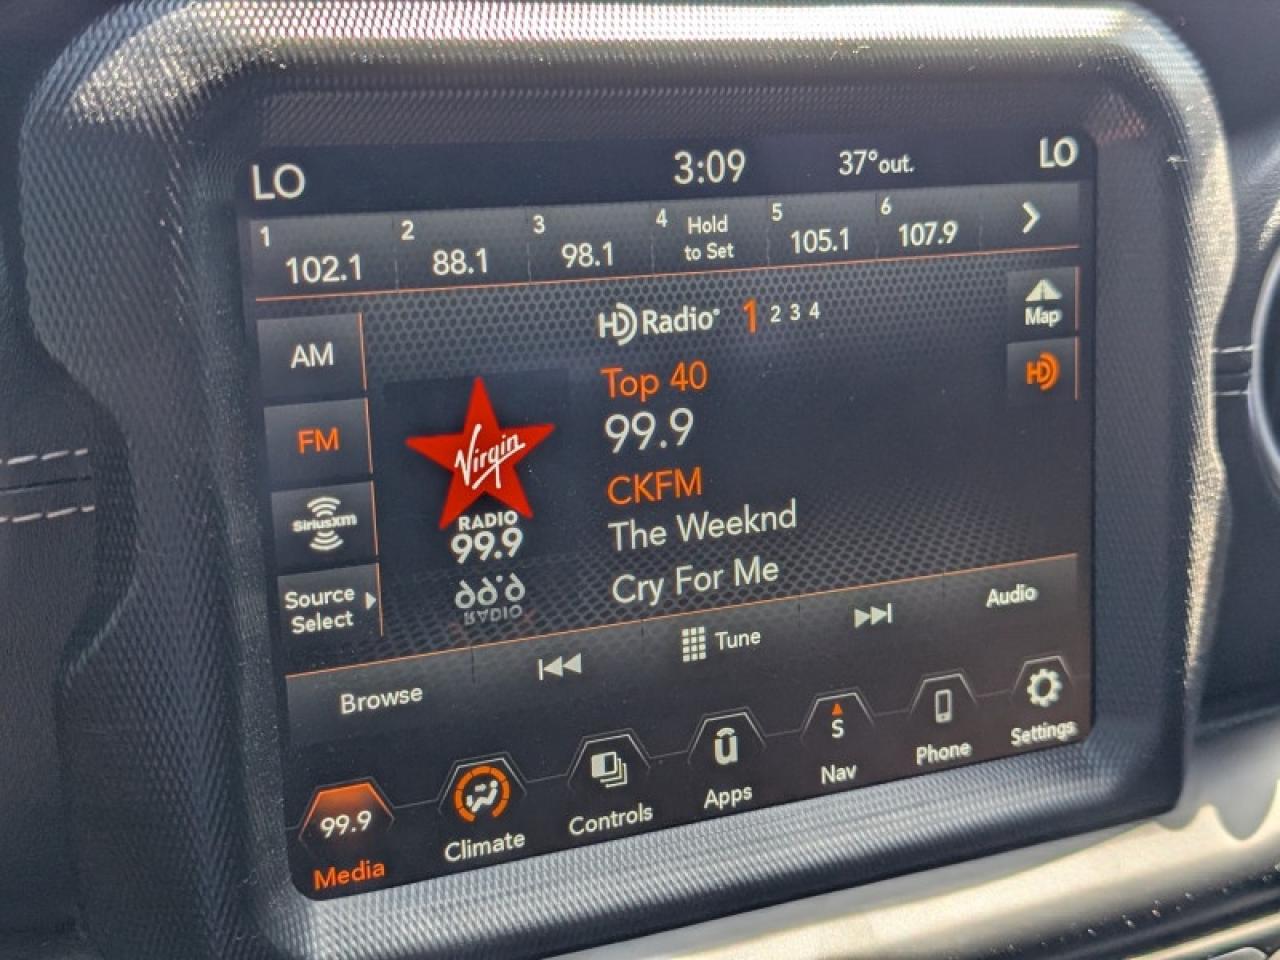 LO 3:09 37°out. LO
1 102.1 2 88.1 3 98.1 4 Hold to Set 5 105.1 6 107.9
HD Radio 1 2 3 4
Map
AM
Top 40
HD
99.9
FM
Virgin
CKFM
RADIO
99.9
SiriusXm
The Weeknd
Cry For Me
Source
Select
Browse
Tune
Audio
99.9
Media
Climate
Controls
û
Apps
S
Nav
Phone
Settings